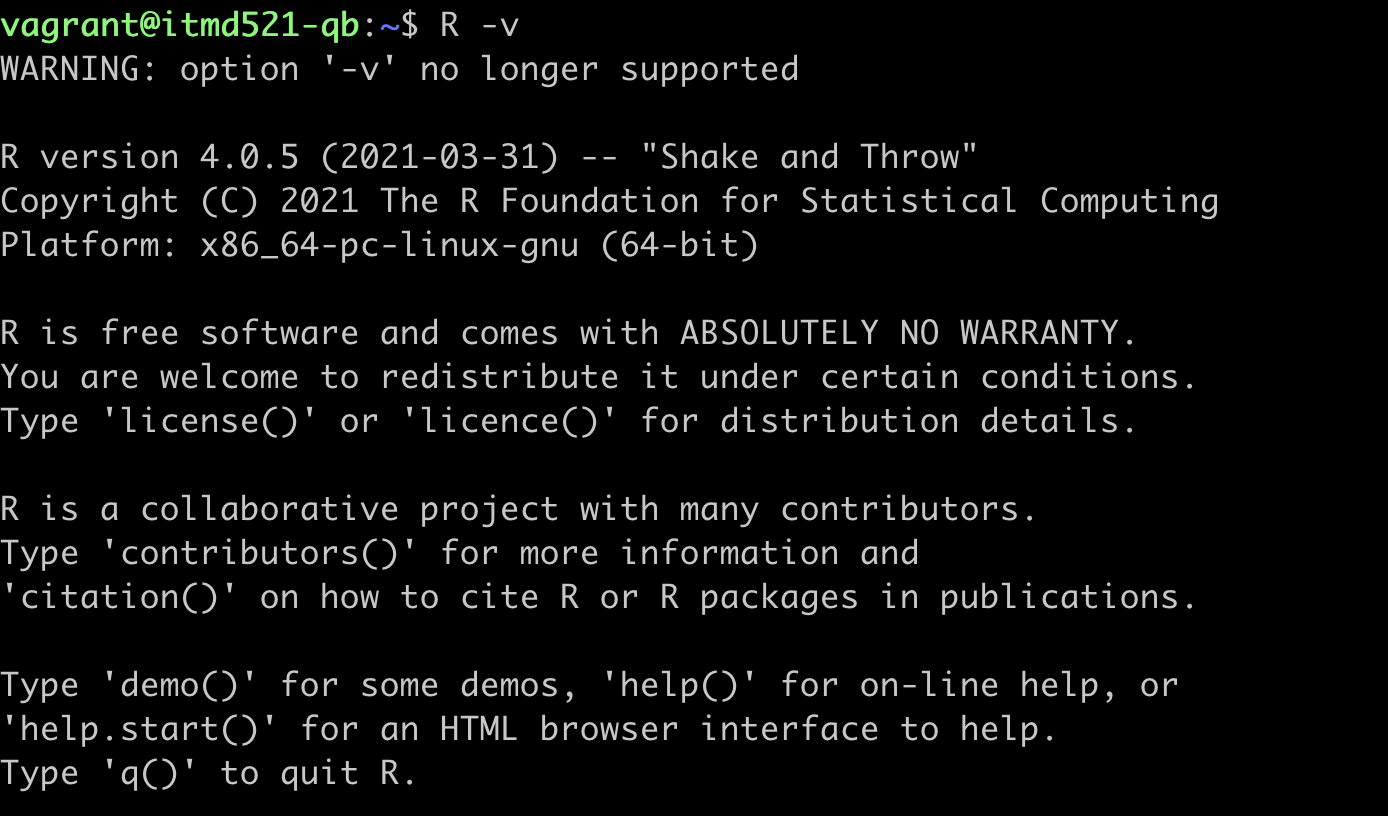 vagrant@itmd521-qb:~$ R -v
WARNING: option '-v' no longer supported
R version 4.0.5 (2021-03-31) -- "Shake and Throw"
Copyright (C) 2021 The R Foundation for Statistical Computing
Platform: x86_64-pc-linux-gnu (64-bit)
R is free software and comes with ABSOLUTELY NO WARRANTY.
You are welcome to redistribute it under certain conditions.
Type 'license()' or 'licence()' for distribution details.
R is a collaborative project with many contributors.
Type 'contributors()' for more information and
'citation()' on how to cite R or R packages in publications.
Type 'demo()' for some demos, 'help()' for on-line help, or
'help.start()' for an HTML browser interface to help.
Type 'q()' to quit R.